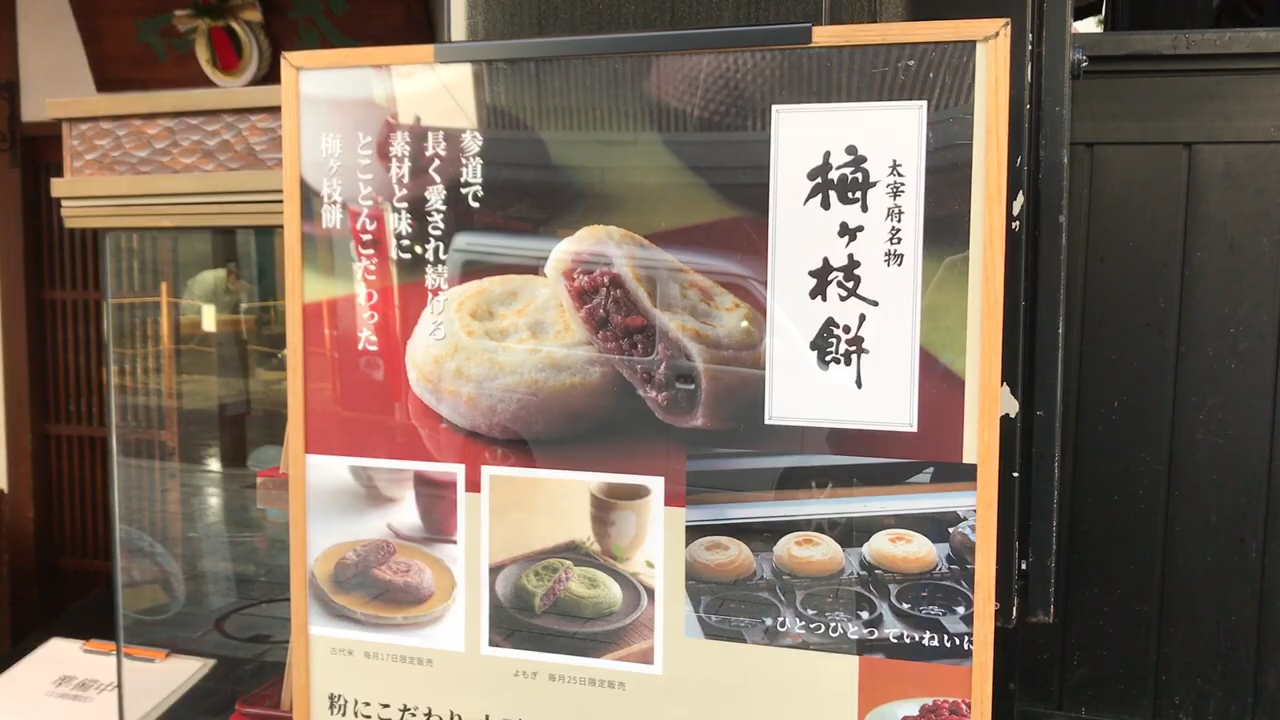 太宰府名物
梅ヶ枝餅
参道で
長く愛され続ける
素材と味に
とことんこだわった
梅ヶ枝餅
ひとつひとつていねいに
古代米 毎月17日限定販売
よもぎ 毎月25日限定販売
粉にこだわり
準備中